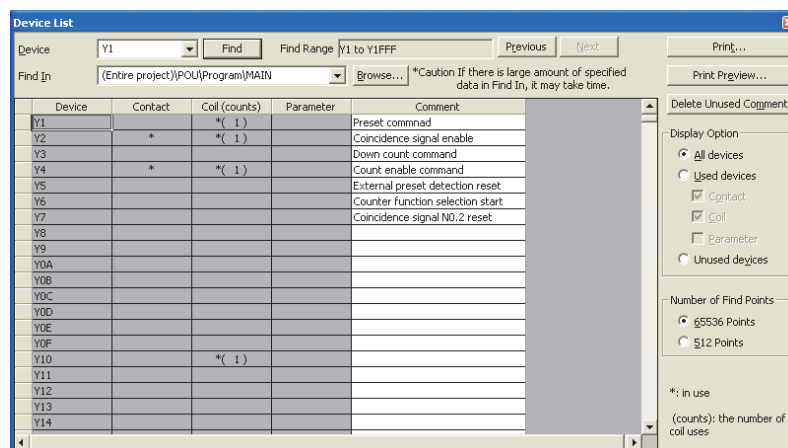 Device List
Device Y1 Find Find Range Y1 to Y1FFF Previous Next Print...
Find In (Entire project)\POU\Program\MAIN Browse... *Caution If there is large amount of specified
data in Find In, it may take time. Print Preview...
Delete Unused Comment
Device Contact Coil (counts) Parameter Comment
Y1 *( 1 ) Preset commnad
Y2 * *( 1 ) Coincidence signal enable
Y3 Down count command
Y4 * *( 1 ) Count enable command
Y5 External preset detection reset
Y6 Counter function selection start
Y7 Coincidence signal N0.2 reset
Y8
Y9
Y0A
Y0B
Y0C
Y0D
Y0E
Y0F
Y10 *( 1 )
Y11
Y12
Y13
Y14
Display Option
All devices
Used devices
Contact
Coil
Parameter
Unused devices
Number of Find Points
65536 Points
512 Points
*: in use
(counts): the number of
coil uses